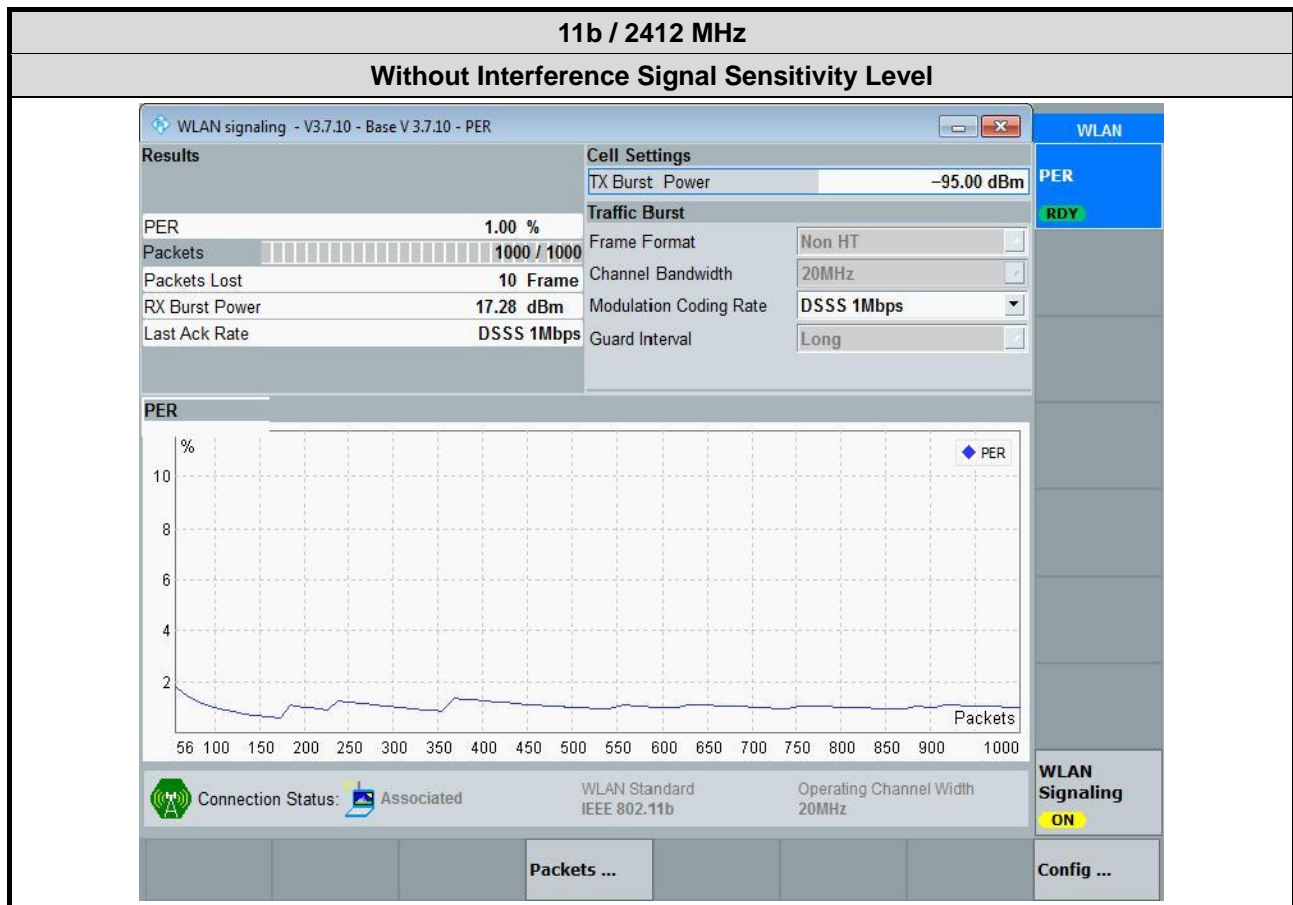 11b / 2412 MHz
Without Interference Signal Sensitivity Level
WLAN signaling - V3.7.10 - Base V 3.7.10 - PER
WLAN
Results
Cell Settings
TX Burst Power −95.00 dBm
PER
RDY
Traffic Burst
PER 1.00 %
Packets 1000 / 1000
Packets Lost 10 Frame
RX Burst Power 17.28 dBm
Last Ack Rate DSSS 1Mbps
Frame Format Non HT
Channel Bandwidth 20MHz
Modulation Coding Rate DSSS 1Mbps
Guard Interval Long
PER
%
PER
10
8
6
4
2
Packets
56 100 150 200 250 300 350 400 450 500 550 600 650 700 750 800 850 900 1000
Connection Status: Associated
WLAN Standard
IEEE 802.11b
Operating Channel Width
20MHz
WLAN
Signaling
ON
Packets ...
Config ...